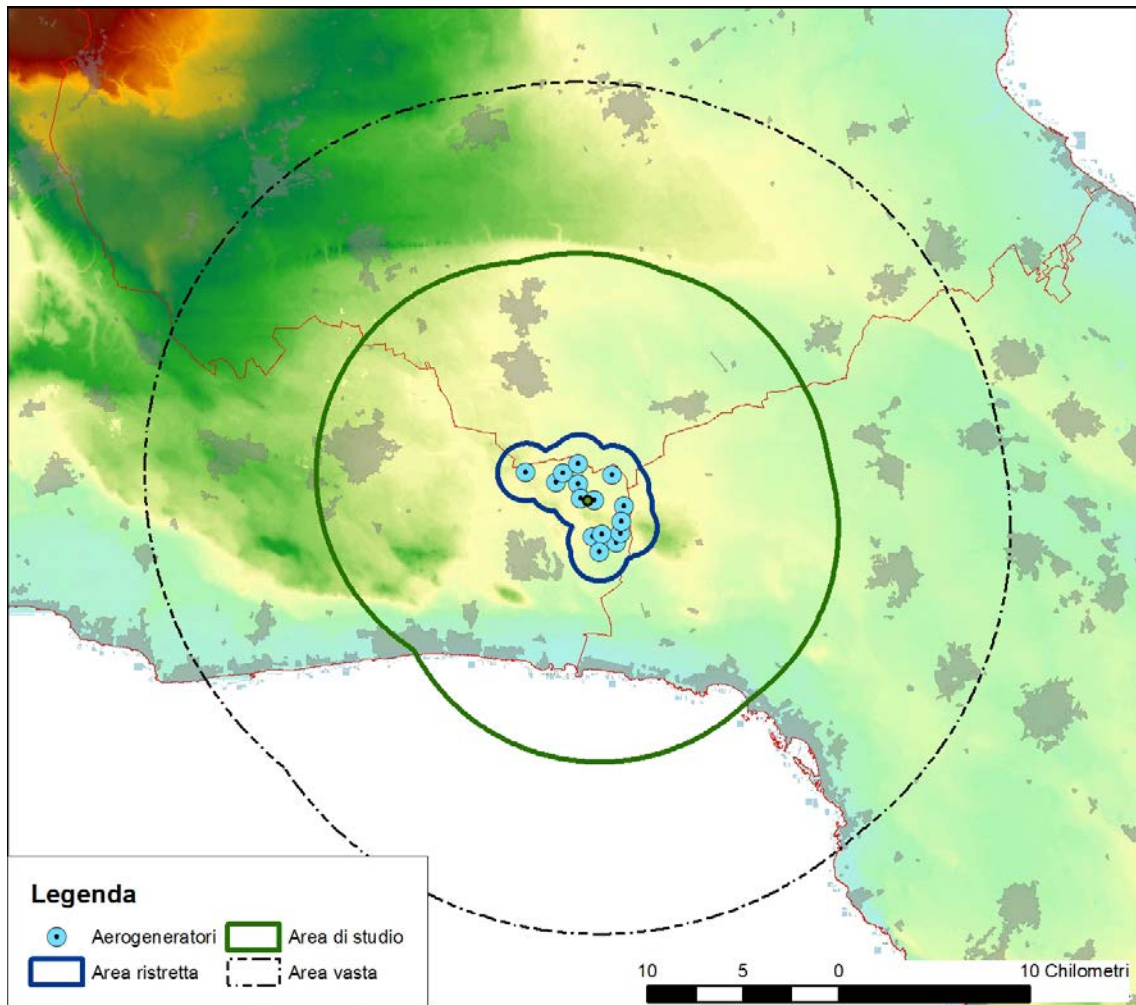 Legenda
Aerogeneratori
Area di studio
Area ristretta
Area vasta
10 5 0 10 Chilometri